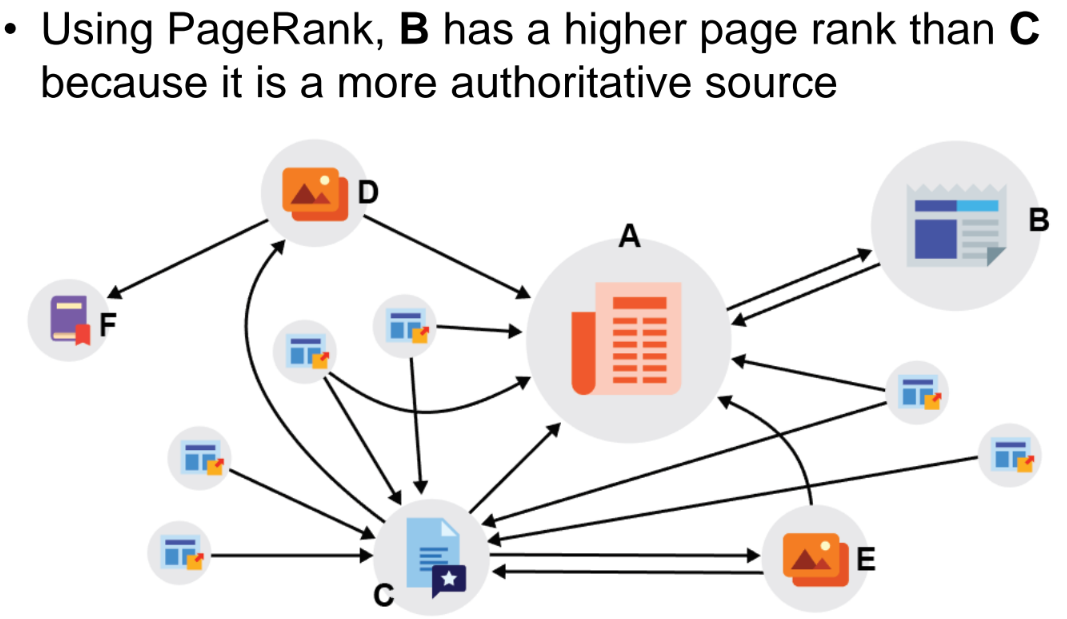 • Using PageRank, B has a higher page rank than C
because it is a more authoritative source
D
B
A
F
C
E